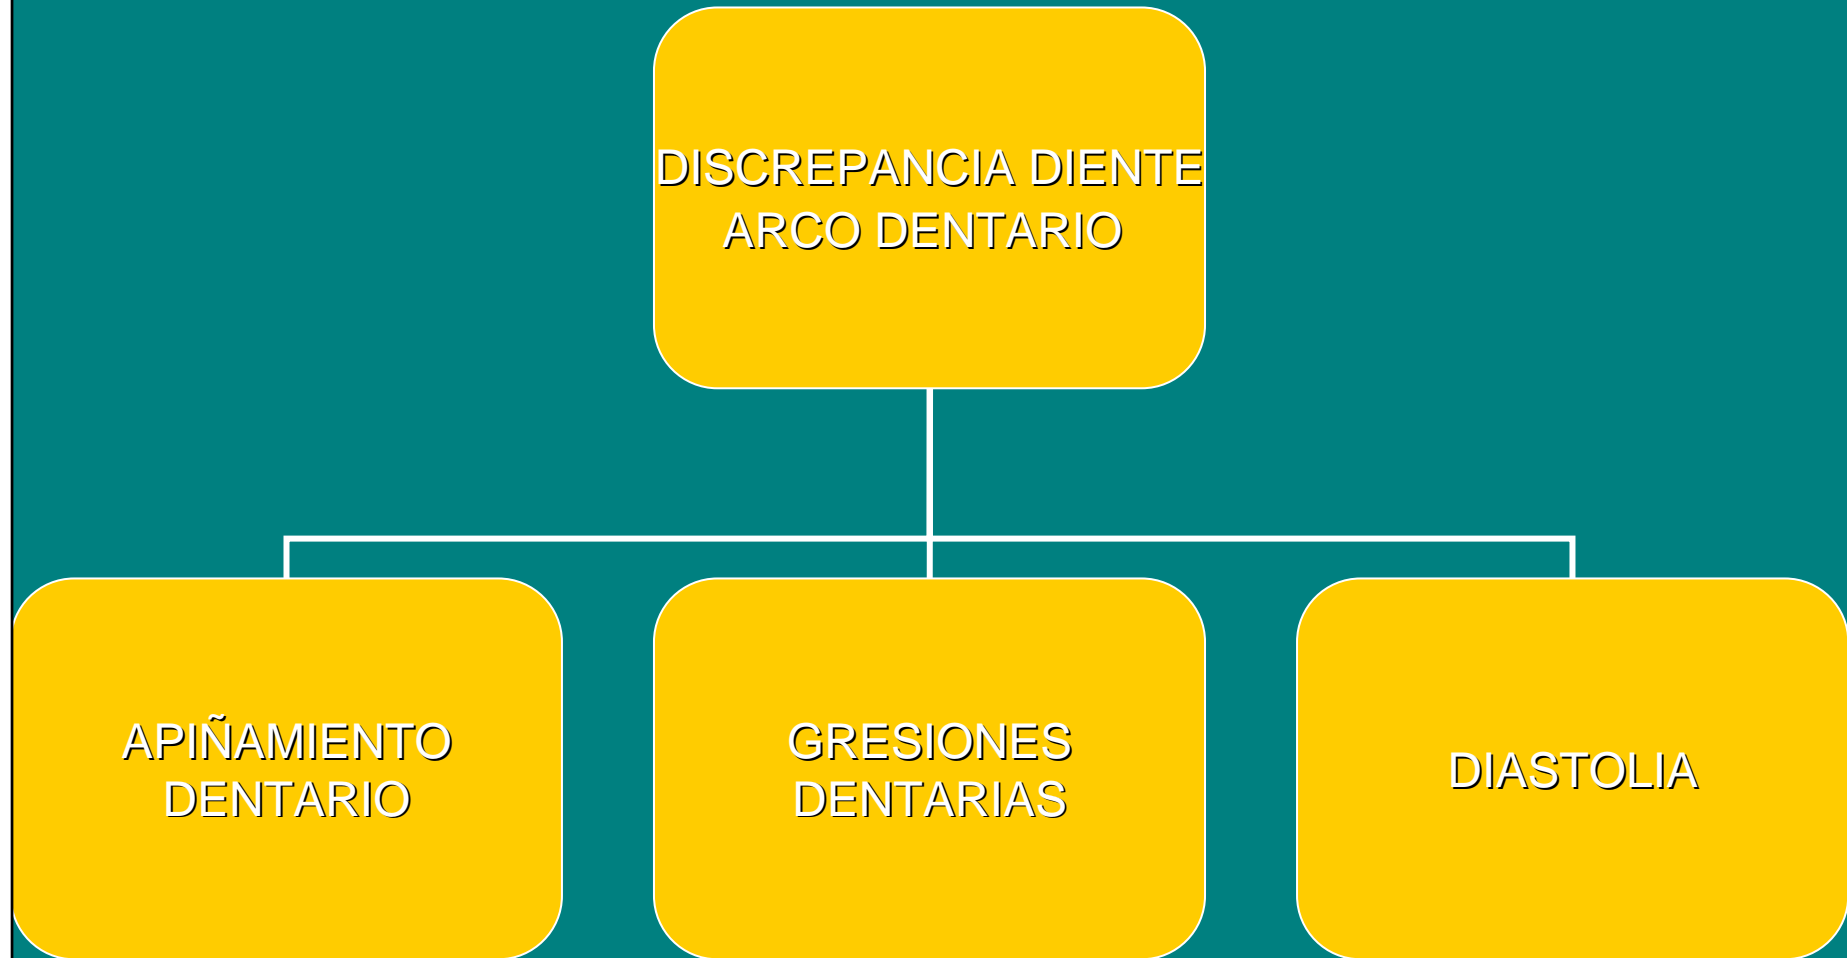 DISCREPANCIA DIENTE
ARCO DENTARIO
APIÑAMIENTO
DENTARIO
GRESIONES
DENTARIAS
DIASTOLIA